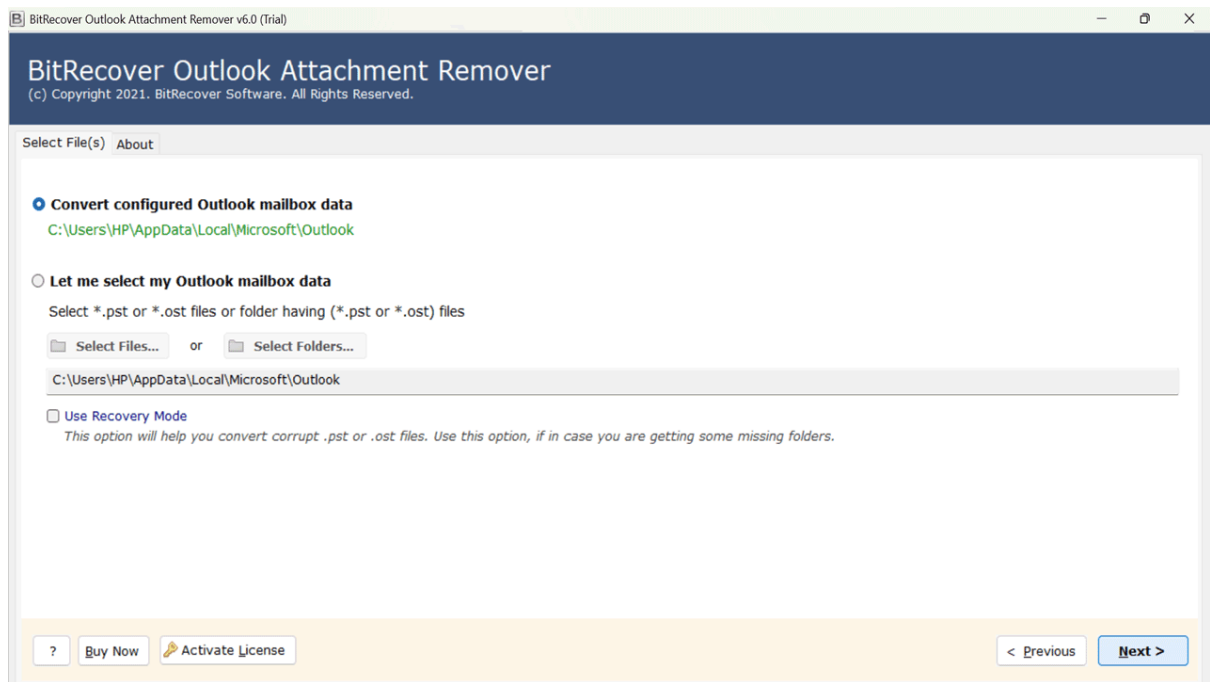 BitRecover Outlook Attachment Remover v6.0 (Trial)
BitRecover Outlook Attachment Remover
(c) Copyright 2021. BitRecover Software. All Rights Reserved.
Select File(s) About
Convert configured Outlook mailbox data
C:\Users\HP\AppData\Local\Microsoft\Outlook
Let me select my Outlook mailbox data
Select *.pst or *.ost files or folder having (*.pst or *.ost) files
Select Files... or Select Folders...
C:\Users\HP\AppData\Local\Microsoft\Outlook
Use Recovery Mode
This option will help you convert corrupt .pst or .ost files. Use this option, if in case you are getting some missing folders.
? Buy Now Activate License < Previous Next >